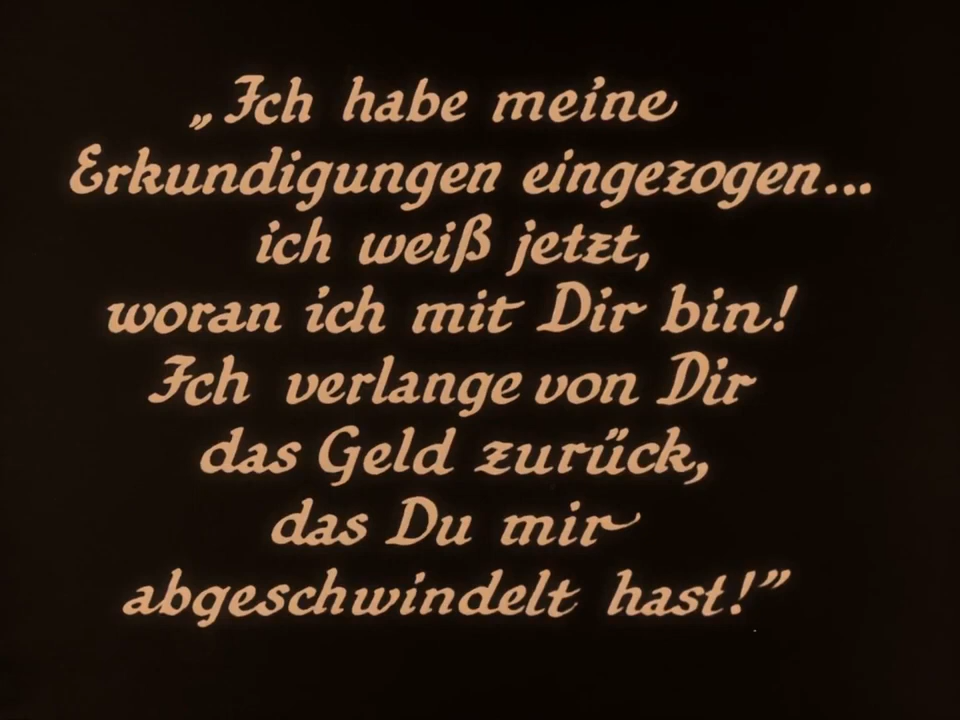 „Ich habe meine
Erkundigungen eingezogen...
ich weiß jetzt,
woran ich mit Dir bin!
Ich verlange von Dir
das Geld zurück,
das Du mir
abgeschwindelt hast!”